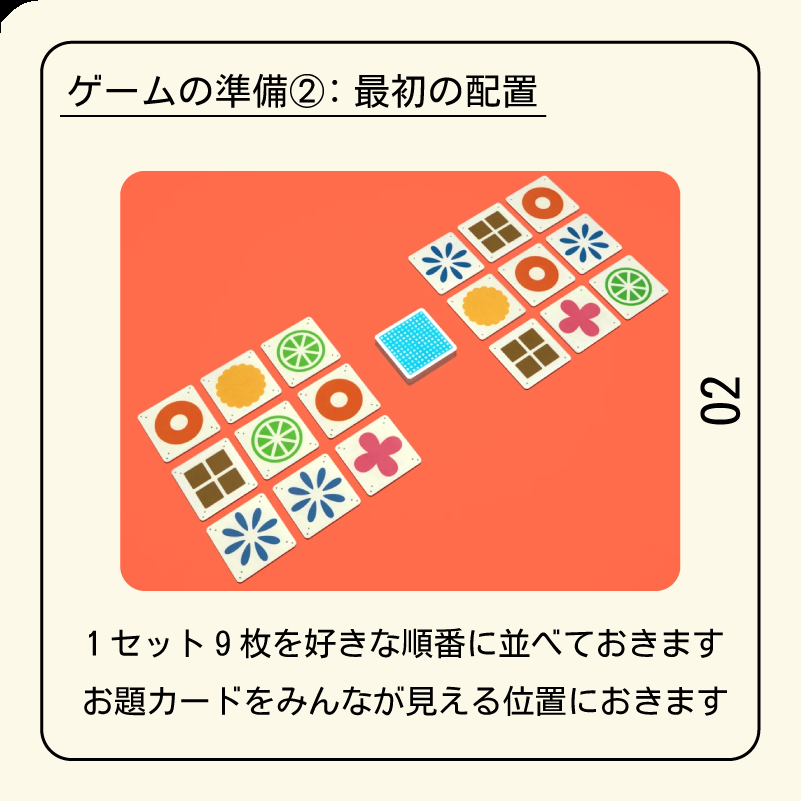 ゲームの準備②：最初の配置
02
1セット9枚を好きな順番に並べておきます
お題カードをみんなが見える位置におきます